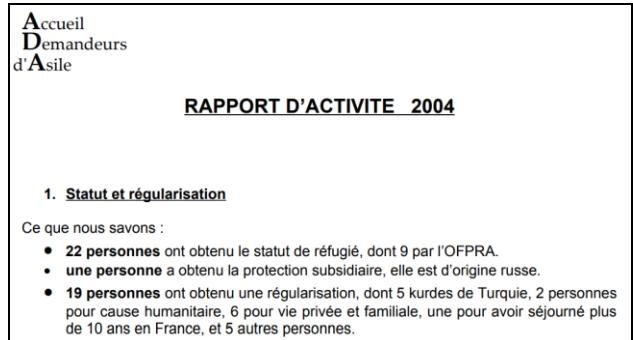 Accueil
Demandeurs
d'Asile
RAPPORT D'ACTIVITE 2004
1. Statut et régularisation
Ce que nous savons :
● 22 personnes ont obtenu le statut de réfugié, dont 9 par l'OFPRA.
• une personne a obtenu la protection subsidiaire, elle est d'origine russe.
● 19 personnes ont obtenu une régularisation, dont 5 kurdes de Turquie, 2 personnes
pour cause humanitaire, 6 pour vie privée et familiale, une pour avoir séjourné plus
de 10 ans en France, et 5 autres personnes.